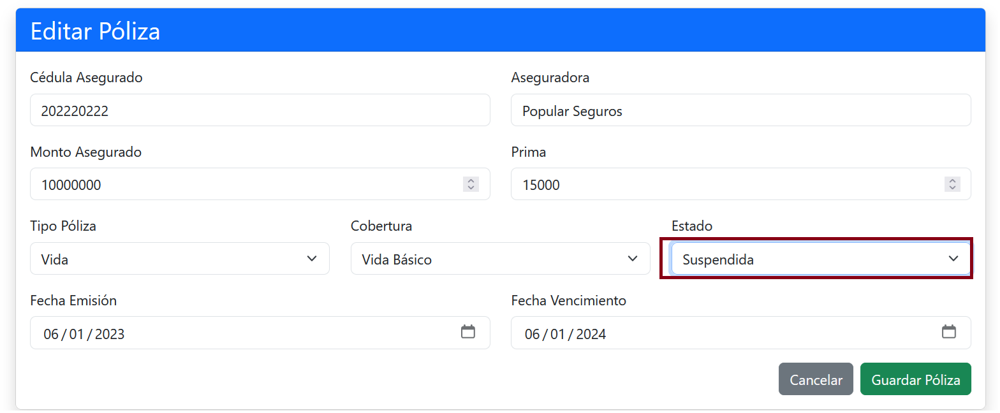 Editar Póliza
Cédula Asegurado
Aseguradora
202220222
Popular Seguros
Monto Asegurado
Prima
10000000
15000
Tipo Póliza
Cobertura
Estado
Vida
Vida Básico
Suspendida
Fecha Emisión
Fecha Vencimiento
06/01/2023
06/01/2024
Cancelar
Guardar Póliza